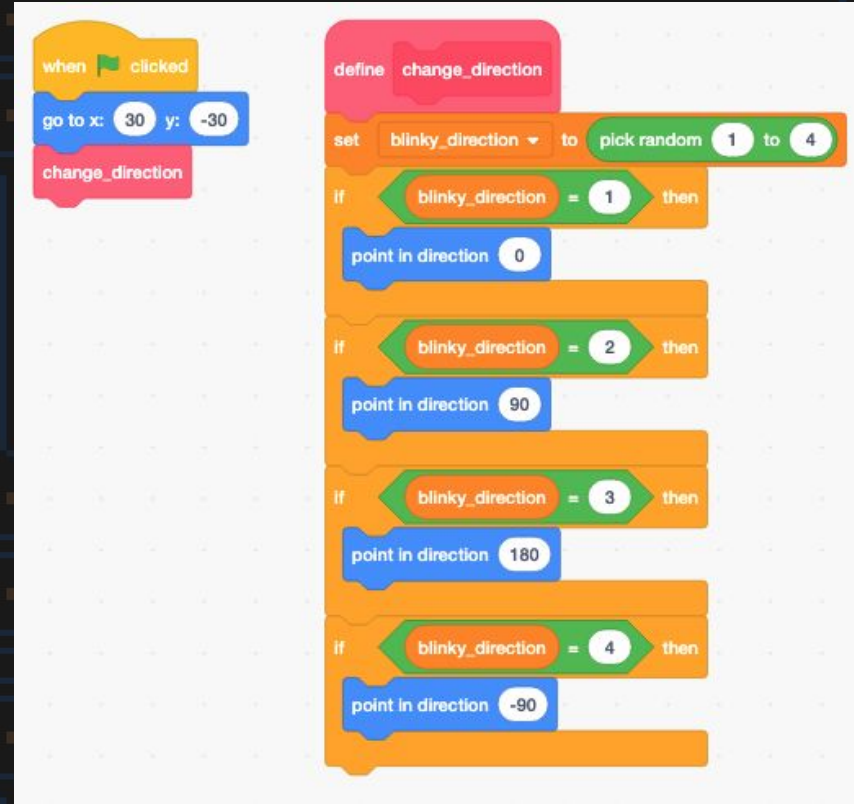 when clicked
go to x: 30 y: -30
change_direction
define change_direction
set blinky_direction to pick random 1 to 4
if blinky_direction = 1 then
point in direction 0
if blinky_direction = 2 then
point in direction 90
if blinky_direction = 3 then
point in direction 180
if blinky_direction = 4 then
point in direction -90